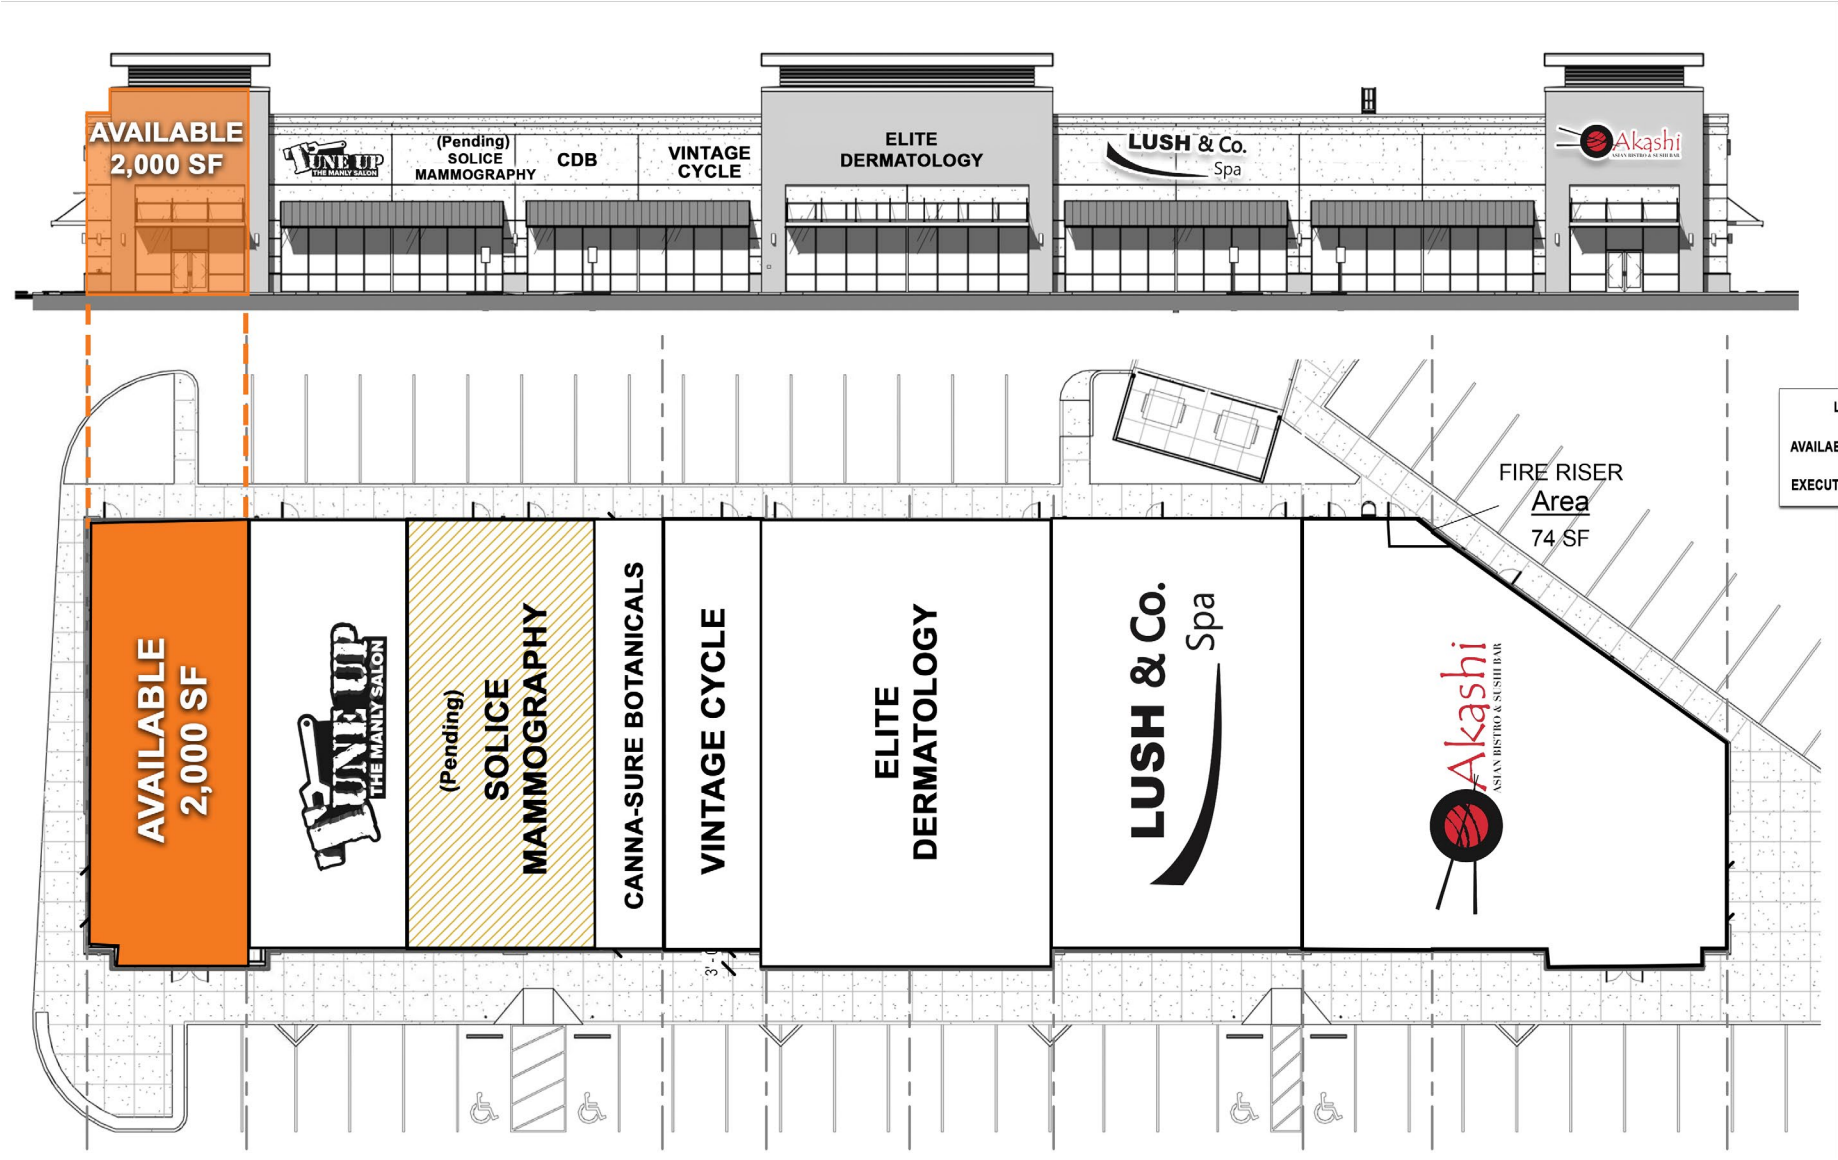 AVAILABLE
2,000 SF
TUNE UP
THE MANLY SALON
(Pending)
SOLICE
MAMMOGRAPHY
CDB
VINTAGE
CYCLE
ELITE
DERMATOLOGY
LUSH & Co.
Spa
Akashi
ASIAN BISTRO & SUSHI BAR
L
AVAILAB
EXECUT
FIRE RISER
Area
74 SF
AVAILABLE
2,000 SF
TUNE UP
THE MANLY SALON
(Pending)
SOLICE
MAMMOGRAPHY
CANNA-SURE BOTANICALS
VINTAGE CYCLE
ELITE
DERMATOLOGY
LUSH & Co.
Spa
Akashi
ASIAN BISTRO & SUSHI BAR